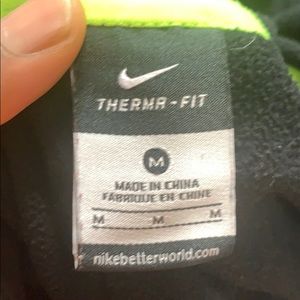 THERMA-FIT
M
MADE IN CHINA
FABRIQUÉ EN CHINE
M M M
nikebetterworld.com